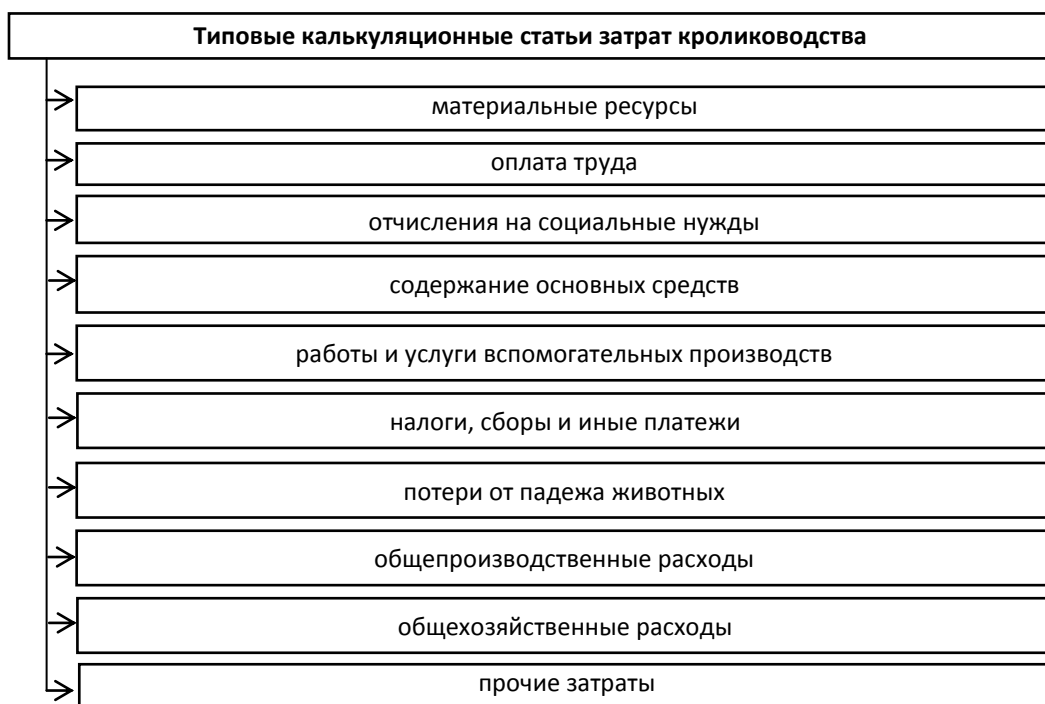 Типовые калькуляционные статьи затрат кролиководства
материальные ресурсы
оплата труда
отчисления на социальные нужды
содержание основных средств
работы и услуги вспомогательных производств
налоги, сборы и иные платежи
потери от падежа животных
общепроизводственные расходы
общехозяйственные расходы
прочие затраты